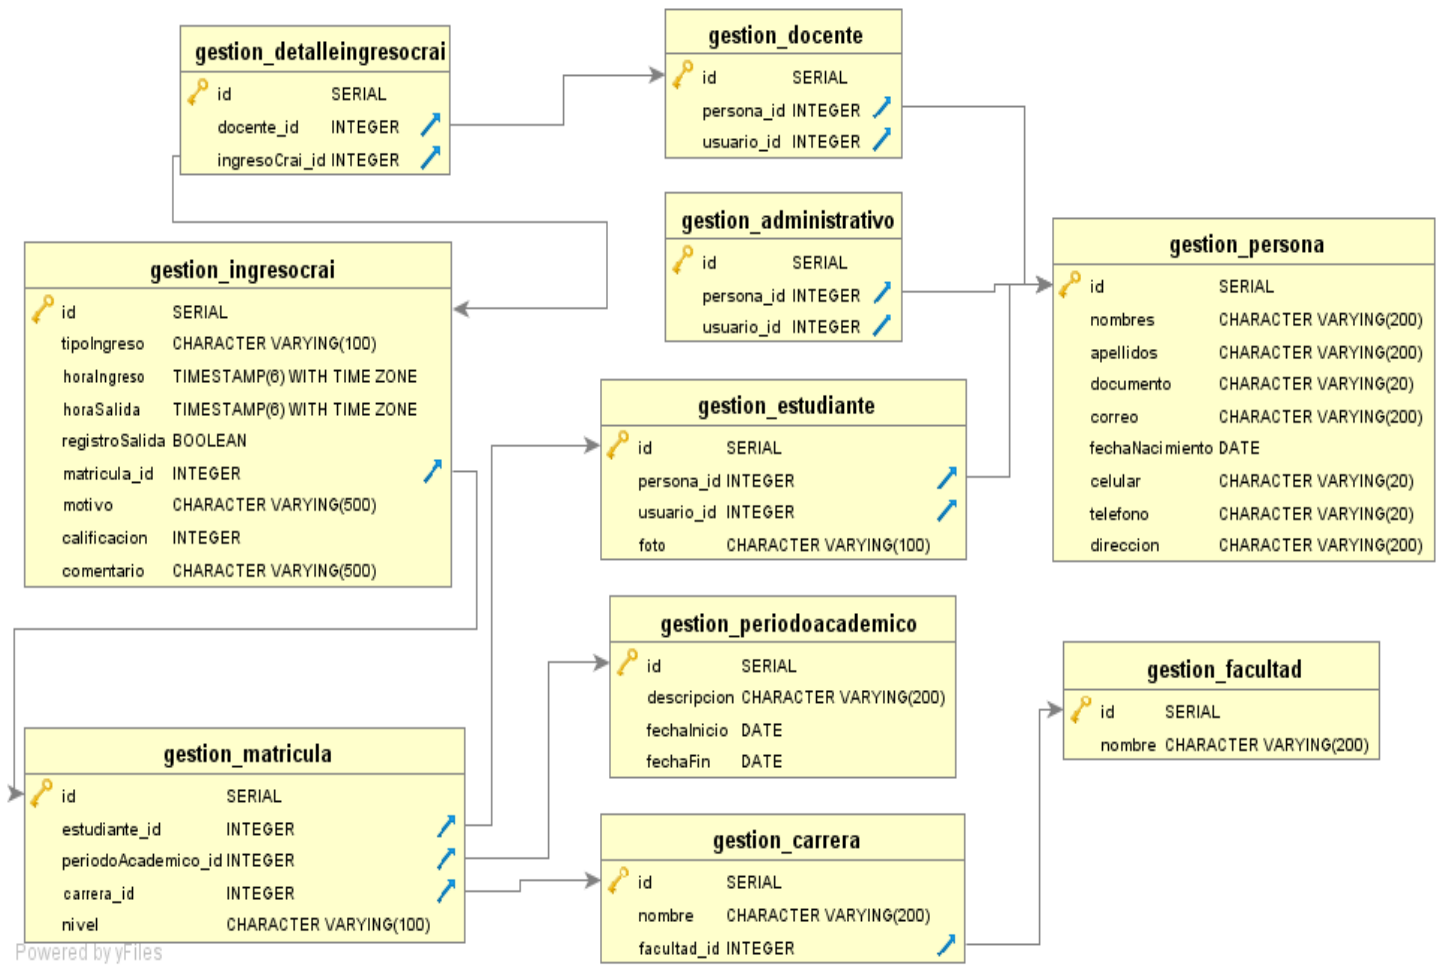 gestion_detalleingresocrai
id SERIAL
docente_id INTEGER
ingresoCrai_id INTEGER
gestion_docente
id SERIAL
persona_id INTEGER
usuario_id INTEGER
gestion_administrativo
id SERIAL
persona_id INTEGER
usuario_id INTEGER
gestion_persona
id SERIAL
nombres CHARACTER VARYING(200)
apellidos CHARACTER VARYING(200)
documento CHARACTER VARYING(20)
correo CHARACTER VARYING(200)
fechaNacimiento DATE
celular CHARACTER VARYING(20)
telefono CHARACTER VARYING(20)
direccion CHARACTER VARYING(200)
gestion_ingresocrai
id SERIAL
tipoIngreso CHARACTER VARYING(100)
horaIngreso TIMESTAMP(6) WITH TIME ZONE
horaSalida TIMESTAMP(6) WITH TIME ZONE
registroSalida BOOLEAN
matricula_id INTEGER
motivo CHARACTER VARYING(500)
calificacion INTEGER
comentario CHARACTER VARYING(500)
gestion_estudiante
id SERIAL
persona_id INTEGER
usuario_id INTEGER
foto CHARACTER VARYING(100)
gestion_periodoacademico
id SERIAL
descripcion CHARACTER VARYING(200)
fechaInicio DATE
fechaFin DATE
gestion_facultad
id SERIAL
nombre CHARACTER VARYING(200)
gestion_matricula
id SERIAL
estudiante_id INTEGER
periodoAcademico_id INTEGER
carrera_id INTEGER
nivel CHARACTER VARYING(100)
gestion_carrera
id SERIAL
nombre CHARACTER VARYING(200)
facultad_id INTEGER
Powered by yFiles